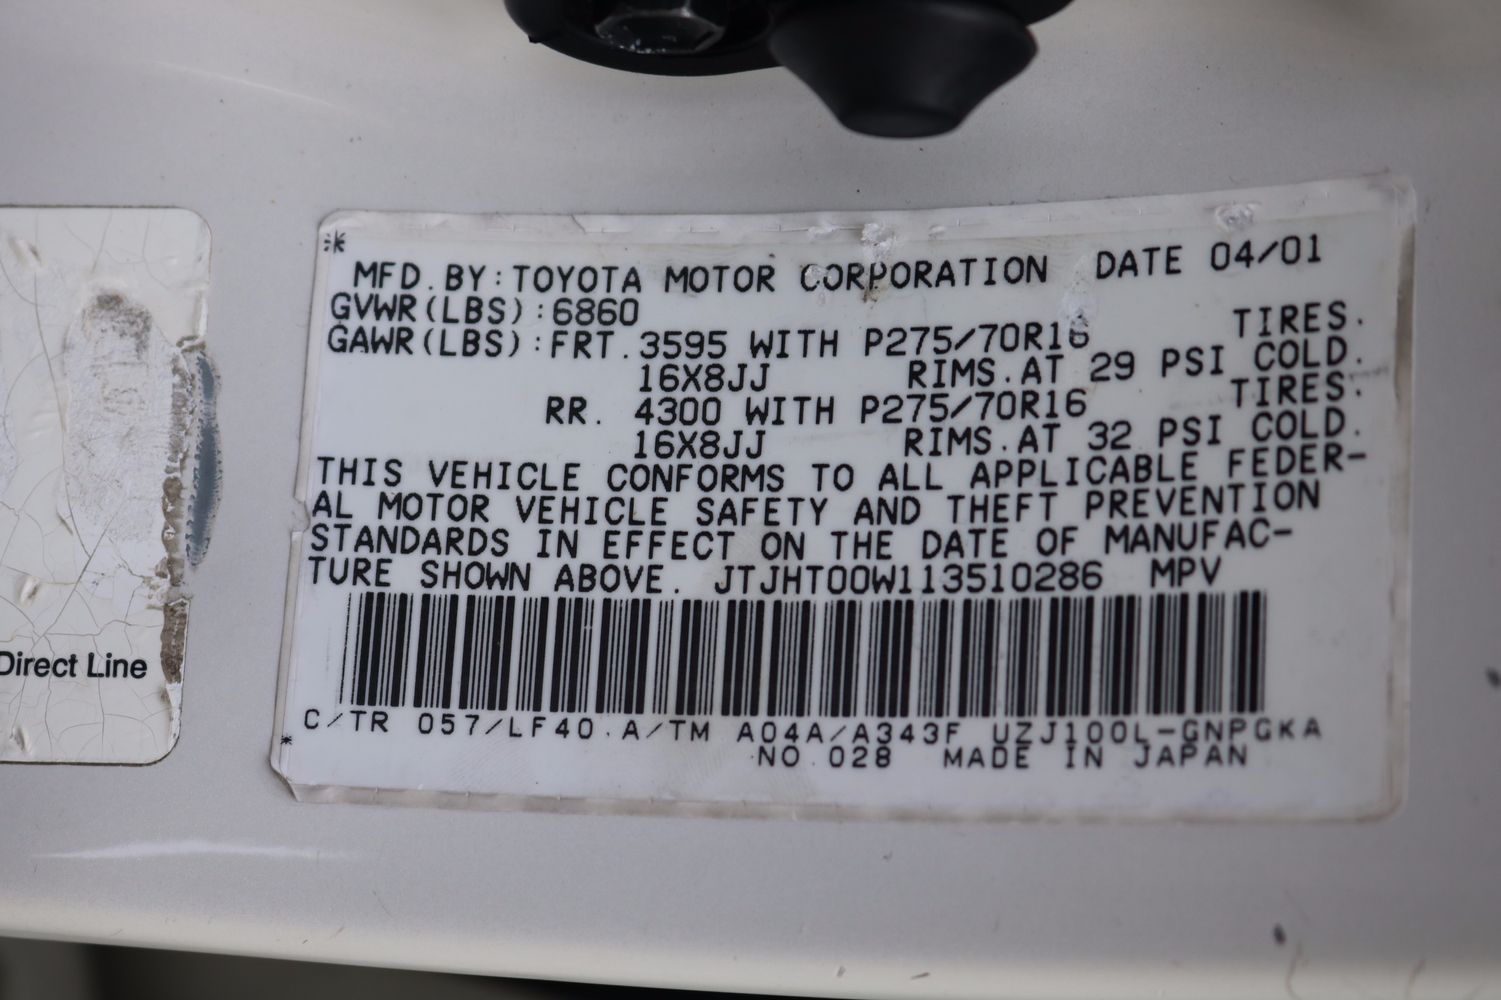 MFD.BY:TOYOTA MOTOR CORPORATION DATE 04/01
GVWR(LBS):6860
GAWR(LBS):FRT.3595 WITH P275/70R16 TIRES.
16X8JJ RIMS.AT 29 PSI COLD.
RR. 4300 WITH P275/70R16 TIRES.
16X8JJ RIMS.AT 32 PSI COLD.
THIS VEHICLE CONFORMS TO ALL APPLICABLE FEDER-
AL MOTOR VEHICLE SAFETY AND THEFT PREVENTION
STANDARDS IN EFFECT ON THE DATE OF MANUFAC-
TURE SHOWN ABOVE. JTJHT00W113510286 MPV
C/TR 057/LF40.A/TM A04A/A343F UZJ100L-GNPGKA
NO.028 MADE IN JAPAN
Direct Line